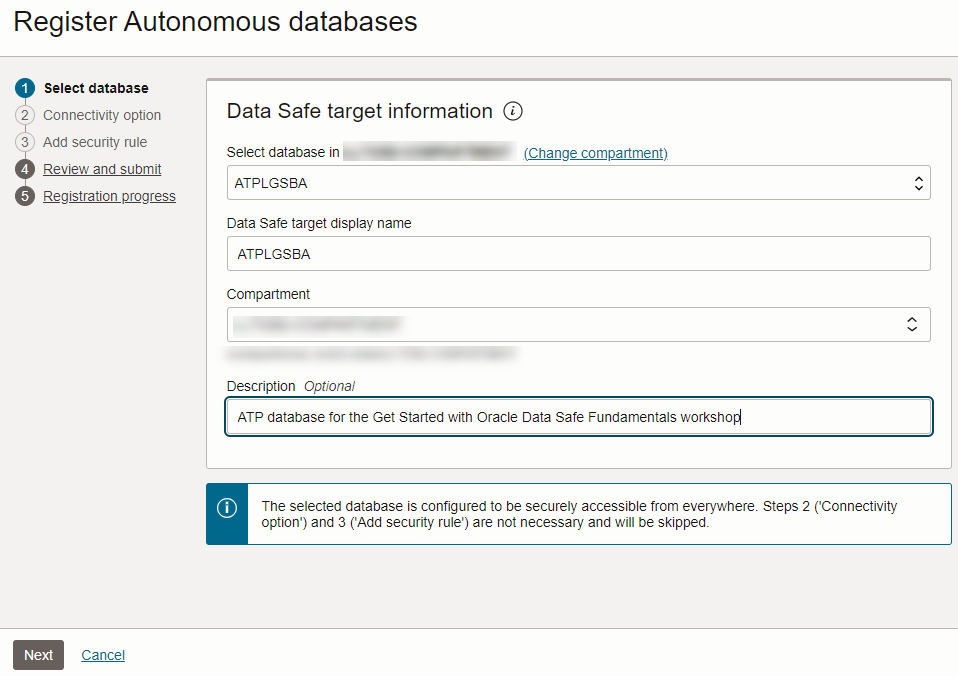 Register Autonomous databases
1 Select database
2 Connectivity option
3 Add security rule
4 Review and submit
5 Registration progress
Data Safe target information i
Select database in (Change compartment)
ATPLGSBA
Data Safe target display name
ATPLGSBA
Compartment
Description Optional
ATP database for the Get Started with Oracle Data Safe Fundamentals workshop
The selected database is configured to be securely accessible from everywhere. Steps 2 ('Connectivity
option') and 3 ('Add security rule') are not necessary and will be skipped.
Next Cancel